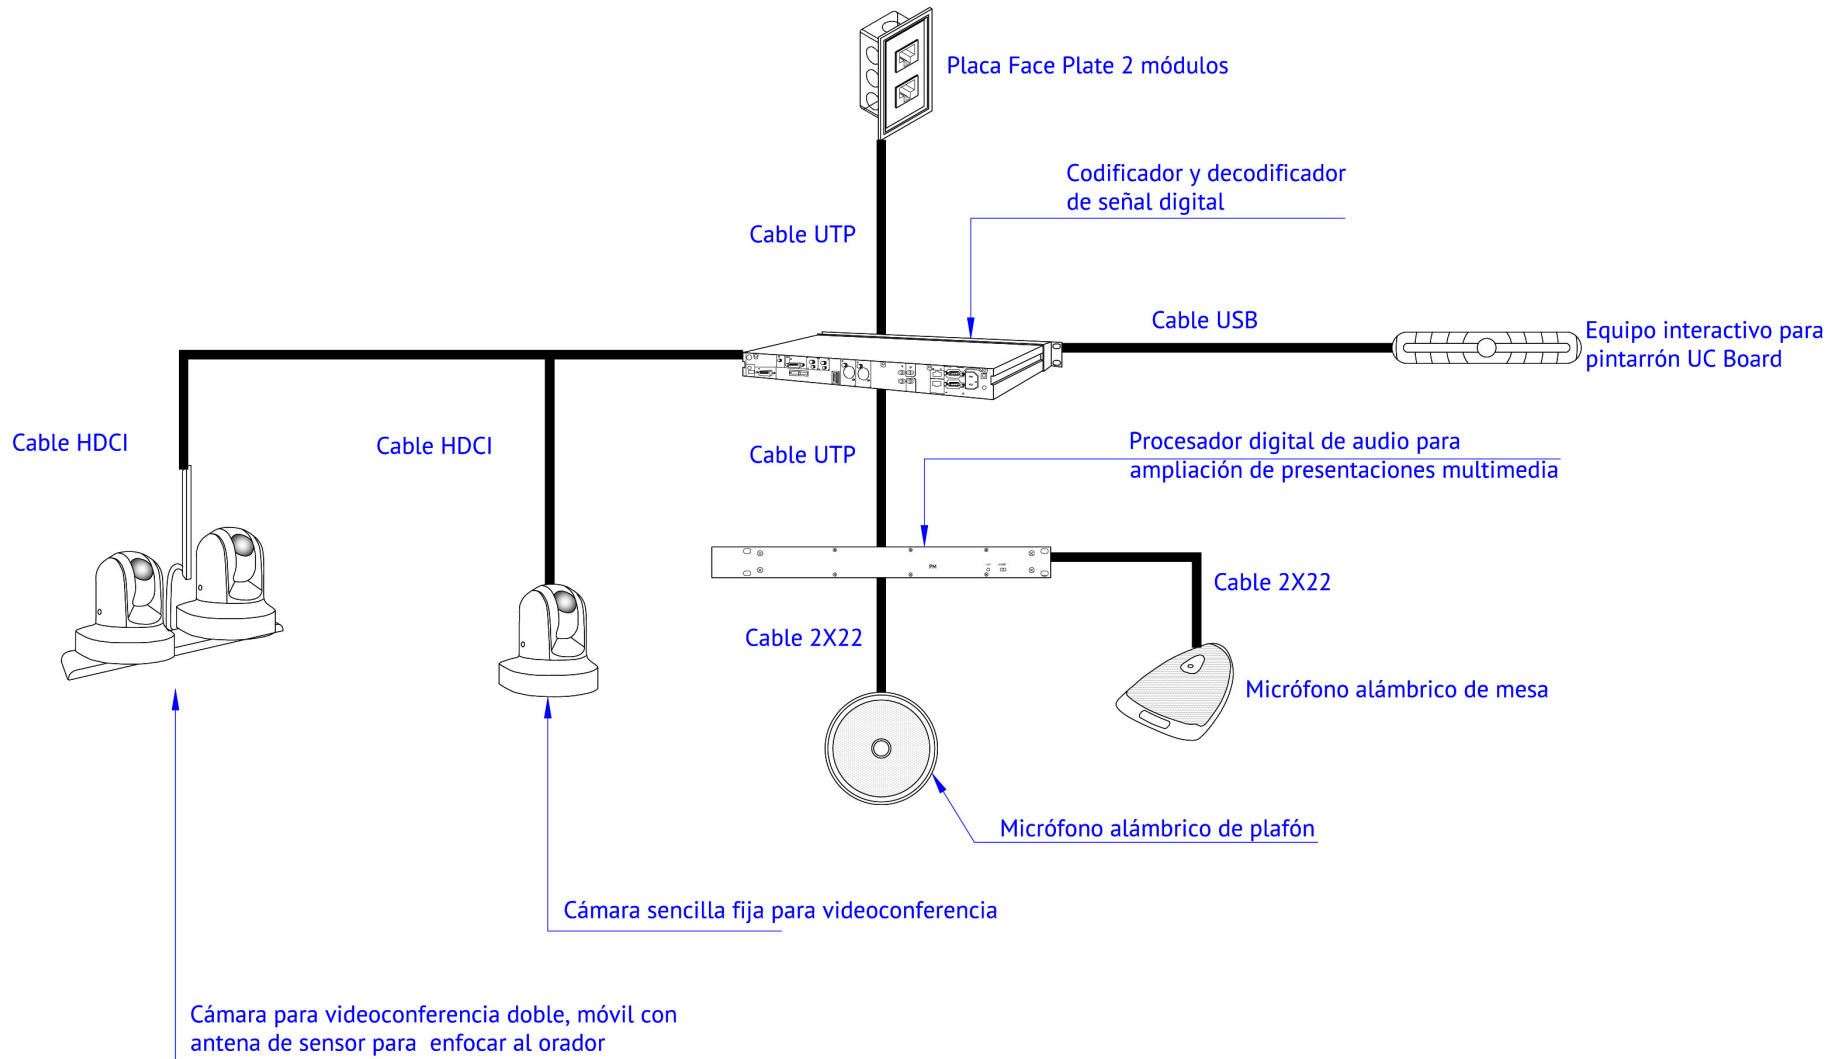 Placa Face Plate 2 módulos
Codificador y decodificador
de señal digital
Cable UTP
Cable USB
Equipo interactivo para
pintarrón UC Board
Cable HDCI
Cable HDCI
Cable UTP
Procesador digital de audio para
ampliación de presentaciones multimedia
PM
Cable 2X22
Cable 2X22
Micrófono alámbrico de mesa
Micrófono alámbrico de plafón
Cámara sencilla fija para videoconferencia
Cámara para videoconferencia doble, móvil con
antena de sensor para  enfocar al orador